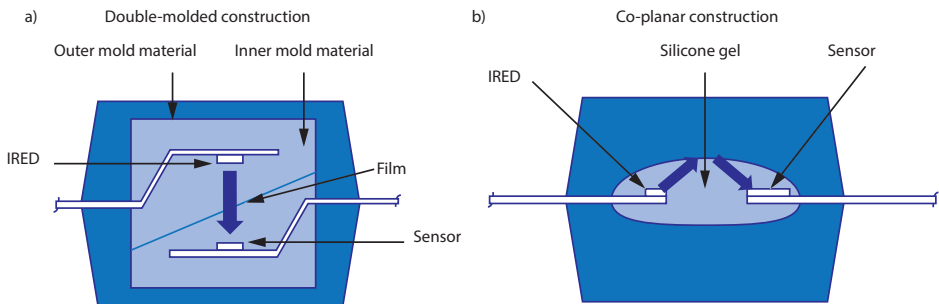 a)
Double-molded construction
Outer mold material
Inner mold material
IRED
Film
Sensor
b)
Co-planar construction
Silicone gel
Sensor
IRED